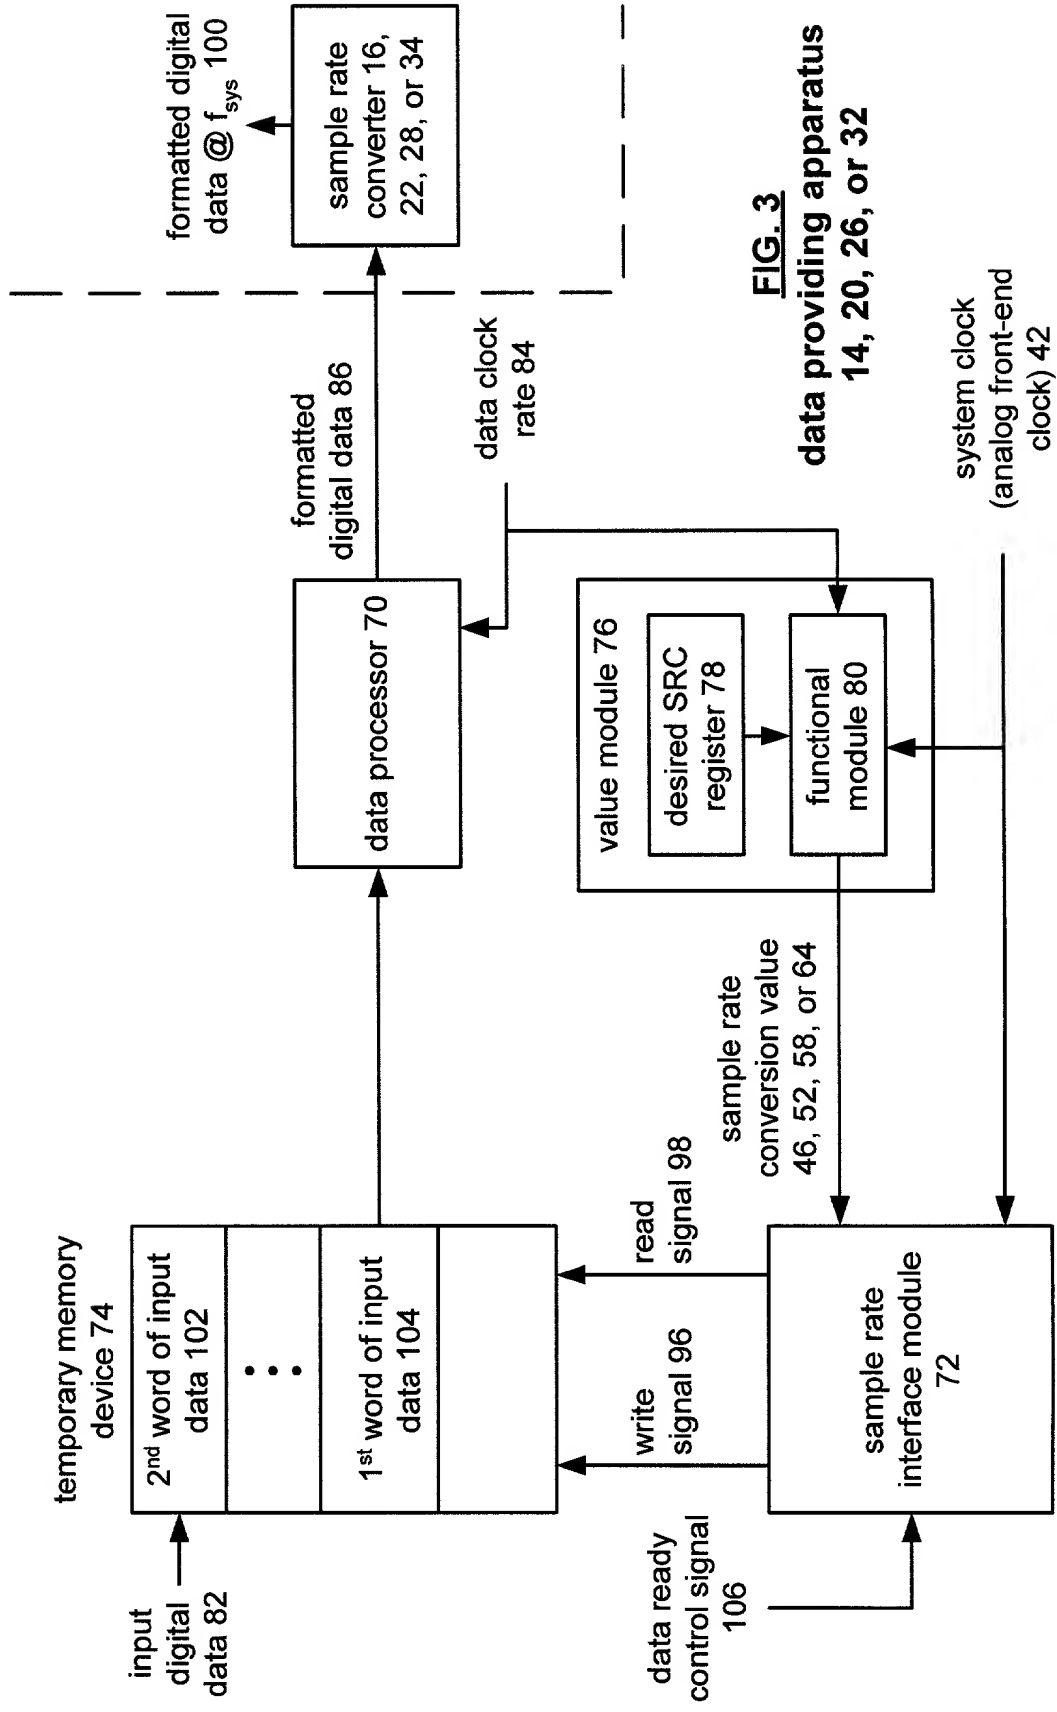 temporary memory
device 74
input
digital
data 82
2nd word of input
data 102
1st word of input
data 104
data processor 70
formatted
digital data 86
formatted digital
data @ fsys 100
sample rate
converter 16,
22, 28, or 34
write
signal 96
read
signal 98
data clock
rate 84
value module 76
desired SRC
register 78
functional
module 80
sample rate
conversion value
46, 52, 58, or 64
data ready
control signal
106
sample rate
interface module
72
system clock
(analog front-end
clock) 42
FIG. 3
data providing apparatus
14, 20, 26, or 32